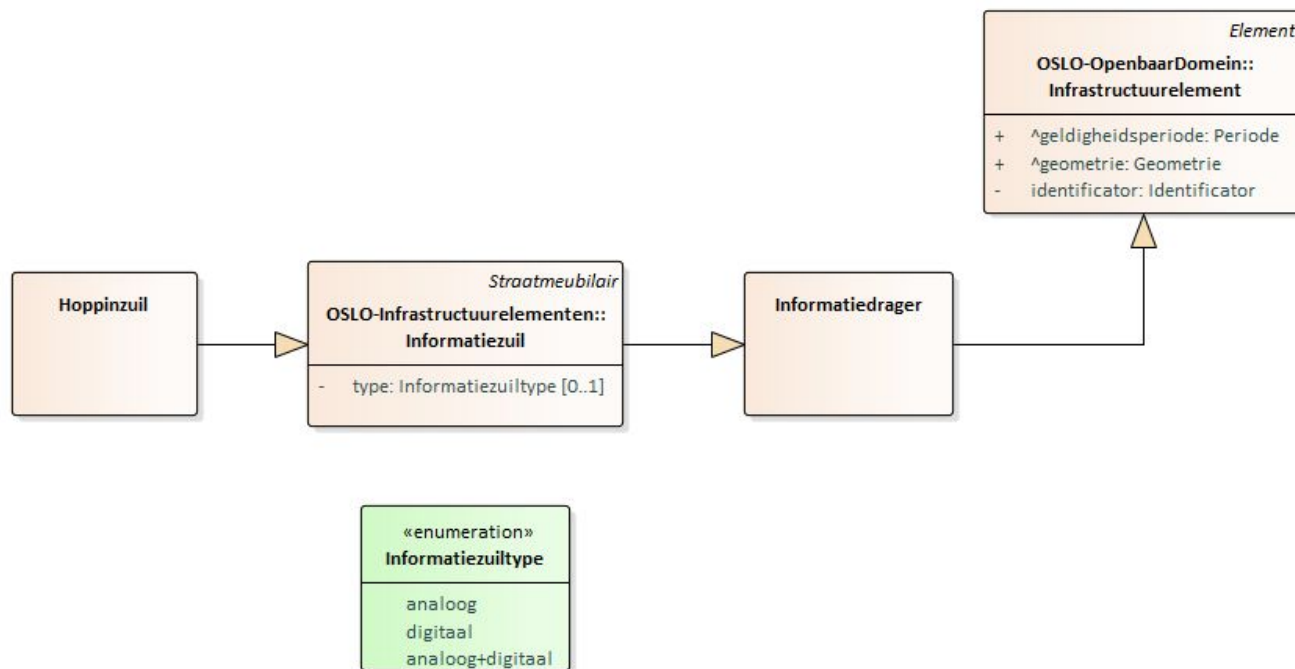 Element
OSLO-OpenbaarDomein::
Infrastructuurelement
+ ^geldigheidsperiode: Periode
+ ^geometrie: Geometrie
- identificator: Identificator
Hoppinzuil
Straatmeubilair
OSLO-Infrastructuurelementen::
Informatiezuil
- type: Informatiezuiltype [0..1]
Informatiedrager
«enumeration»
Informatiezuiltype
analoog
digitaal
analoog+digitaal